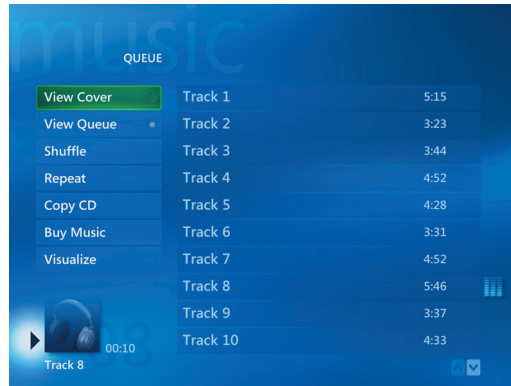 music
QUEUE
View Cover
View Queue
Shuffle
Repeat
Copy CD
Buy Music
Visualize
Track 1 5:15
Track 2 3:23
Track 3 3:44
Track 4 4:52
Track 5 4:28
Track 6 3:31
Track 7 4:52
Track 8 5:46
Track 9 3:37
Track 10 4:33
08
00:10
Track 8